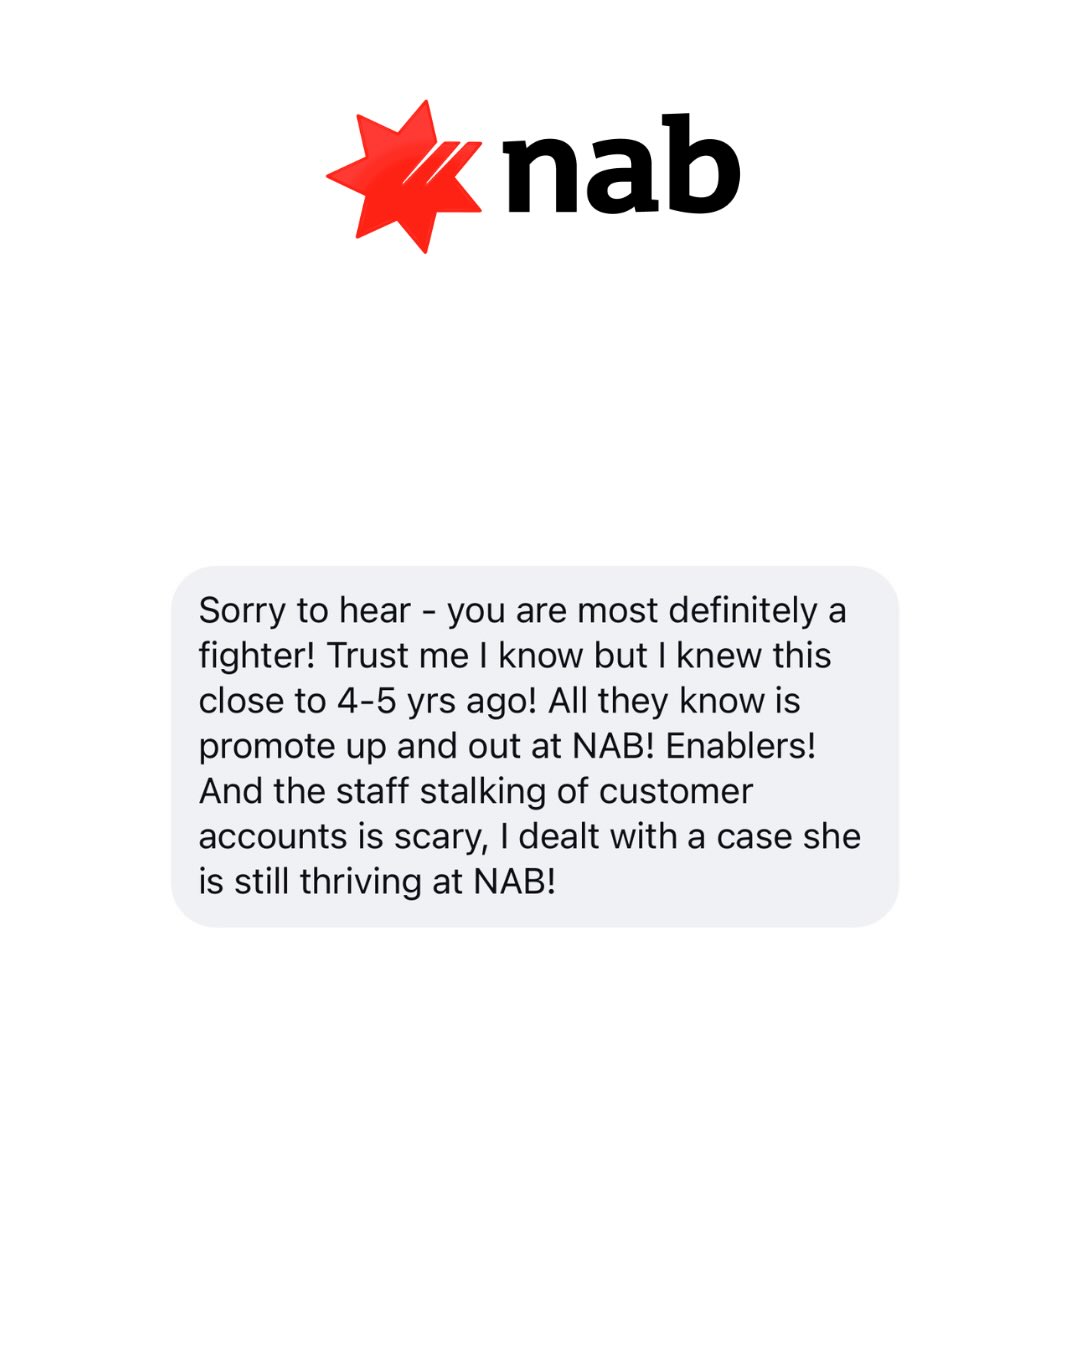 nab
Sorry to hear - you are most definitely a
fighter! Trust me I know but I knew this
close to 4-5 yrs ago! All they know is
promote up and out at NAB! Enablers!
And the staff stalking of customer
accounts is scary, I dealt with a case she
is still thriving at NAB!